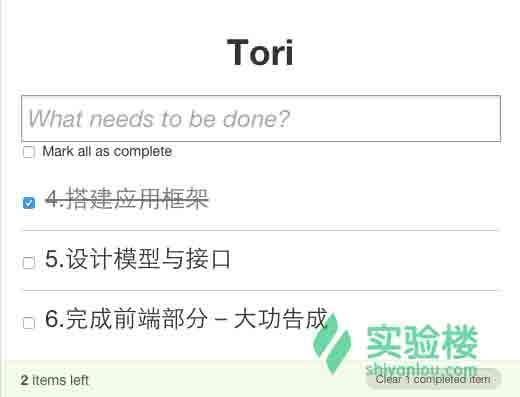 Tori
What needs to be done?
Mark all as complete
4.搭建应用框架
5.设计模型与接口
6.完成前端部分 – 大功告成
实验楼
shiyanlou.com
2 items left
Clear 1 completed item